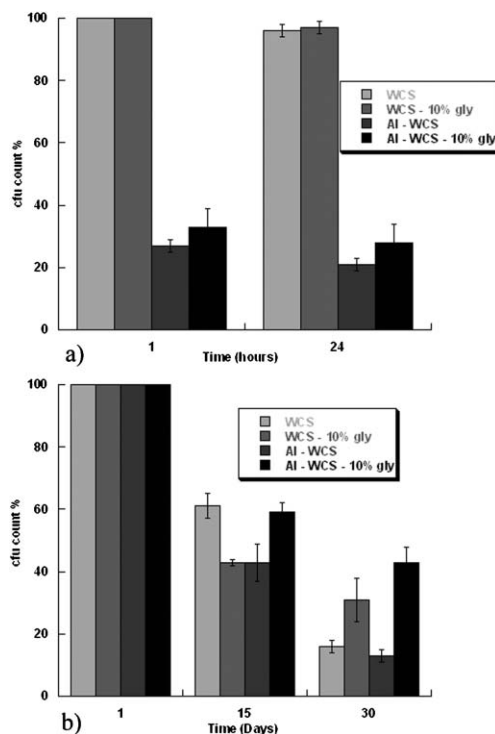 100
80
60
40
20
0
cfu count %
WCS
WCS - 10% gly
Al - WCS
Al - WCS - 10% gly
1
24
Time (hours)
a)
100
80
60
40
20
0
cfu count %
WCS
WCS - 10% gly
Al - WCS
Al - WCS - 10% gly
1
15
30
Time (Days)
b)